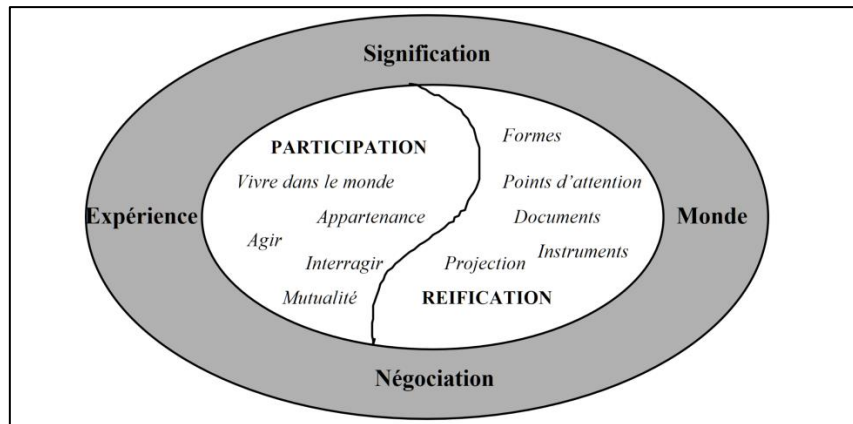 Signification
Formes
PARTICIPATION
Vivre dans le monde
Points d'attention
Expérience
Appartenance
Documents
Monde
Agir
Instruments
Interragir
Projection
Mutualité
REIFICATION
Négociation